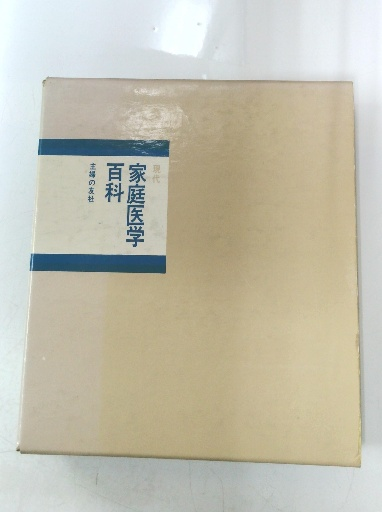 現代
家庭医学
百科
主婦の友社